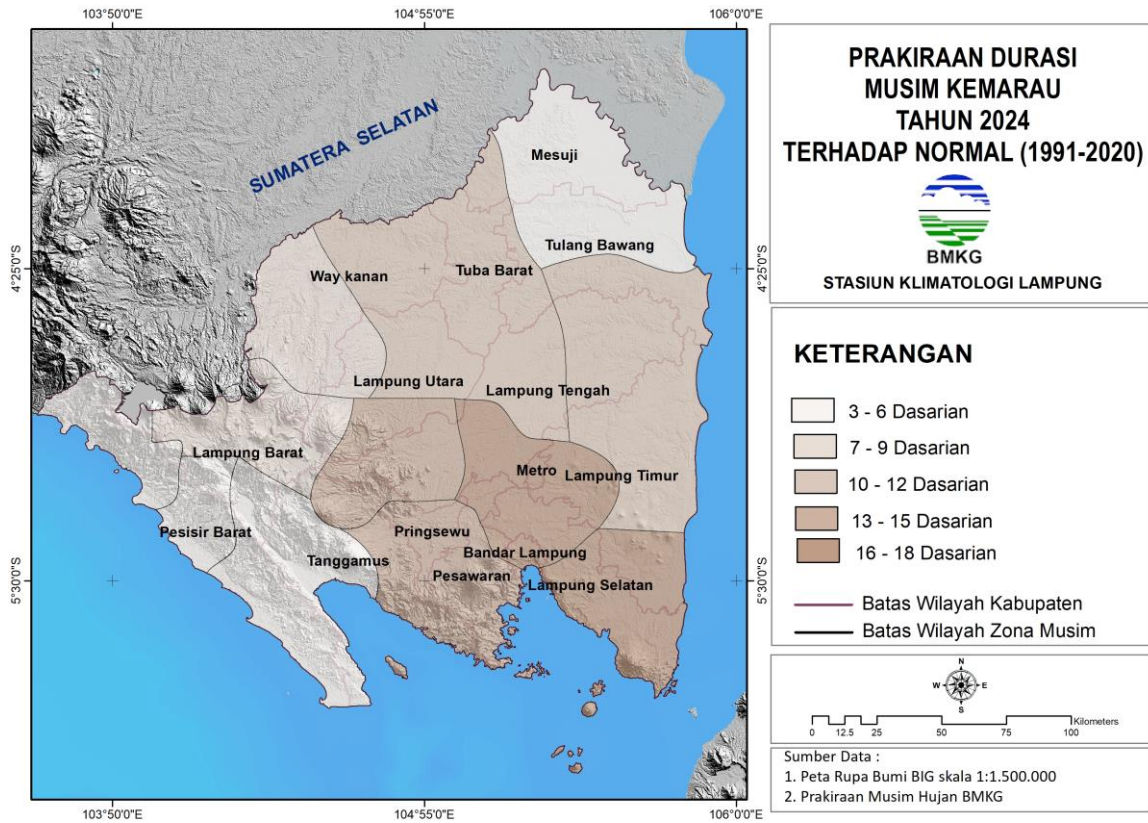 103°50'0"E
104°55'0"E
106°0'0"E
4°25'0"S
5°30'0"S
SUMATERA SELATAN
Mesuji
Tulang Bawang
Way kanan
Tuba Barat
Lampung Utara
Lampung Tengah
Lampung Barat
Metro
Lampung Timur
Pesisir Barat
Pringsewu
Tanggamus
Bandar Lampung
Pesawaran
Lampung Selatan
4°25'0"S
5°30'0"S
103°50'0"E
104°55'0"E
106°0'0"E
PRAKIRAAN DURASI
MUSIM KEMARAU
TAHUN 2024
TERHADAP NORMAL (1991-2020)
BMKG
STASIUN KLIMATOLOGI LAMPUNG
KETERANGAN
3 - 6 Dasarian
7 - 9 Dasarian
10 - 12 Dasarian
13 - 15 Dasarian
16 - 18 Dasarian
Batas Wilayah Kabupaten
Batas Wilayah Zona Musim
N
W
E
S
Kilometers
0 12.5 25 50 75 100
Sumber Data :
1. Peta Rupa Bumi BIG skala 1:1.500.000
2. Prakiraan Musim Hujan BMKG